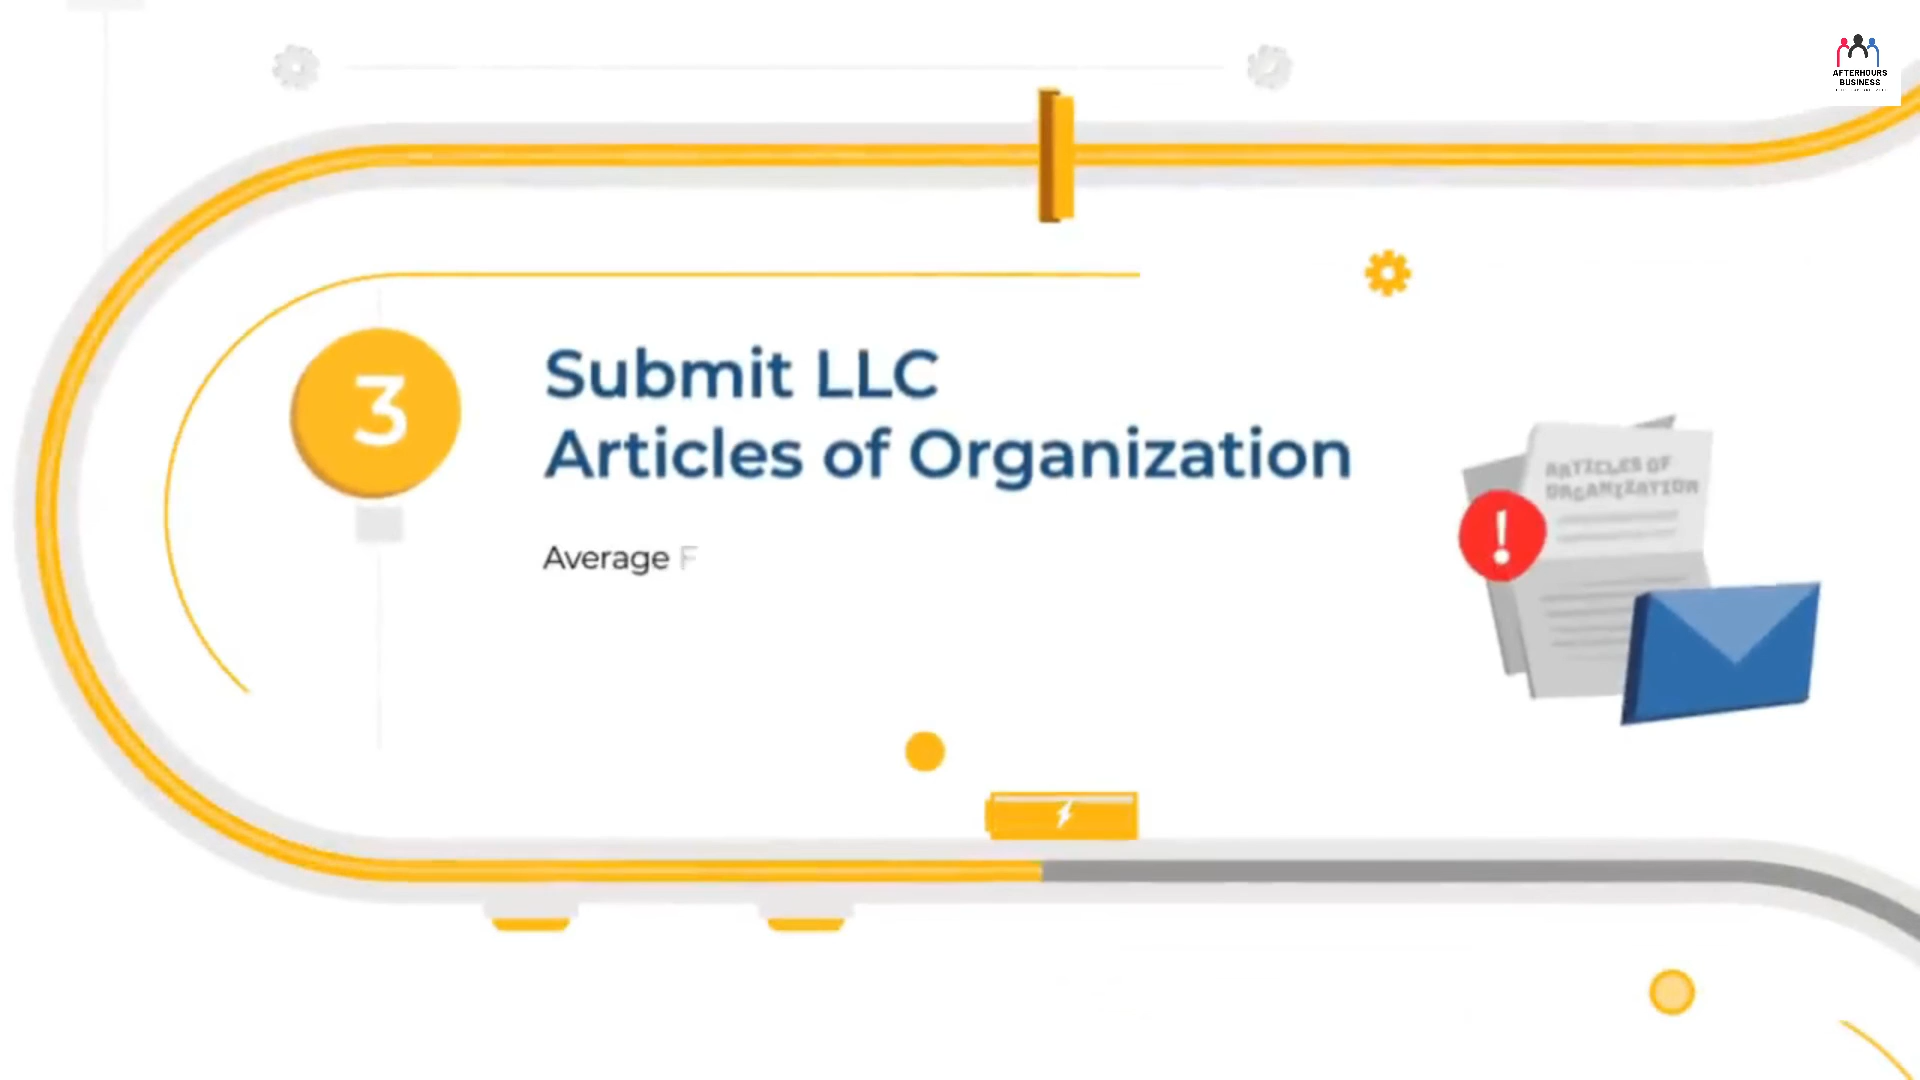 AFTERHOURS
BUSINESS
3
Submit LLC
Articles of Organization
Average F
ARTICLES OF
ORGANIZATION
!